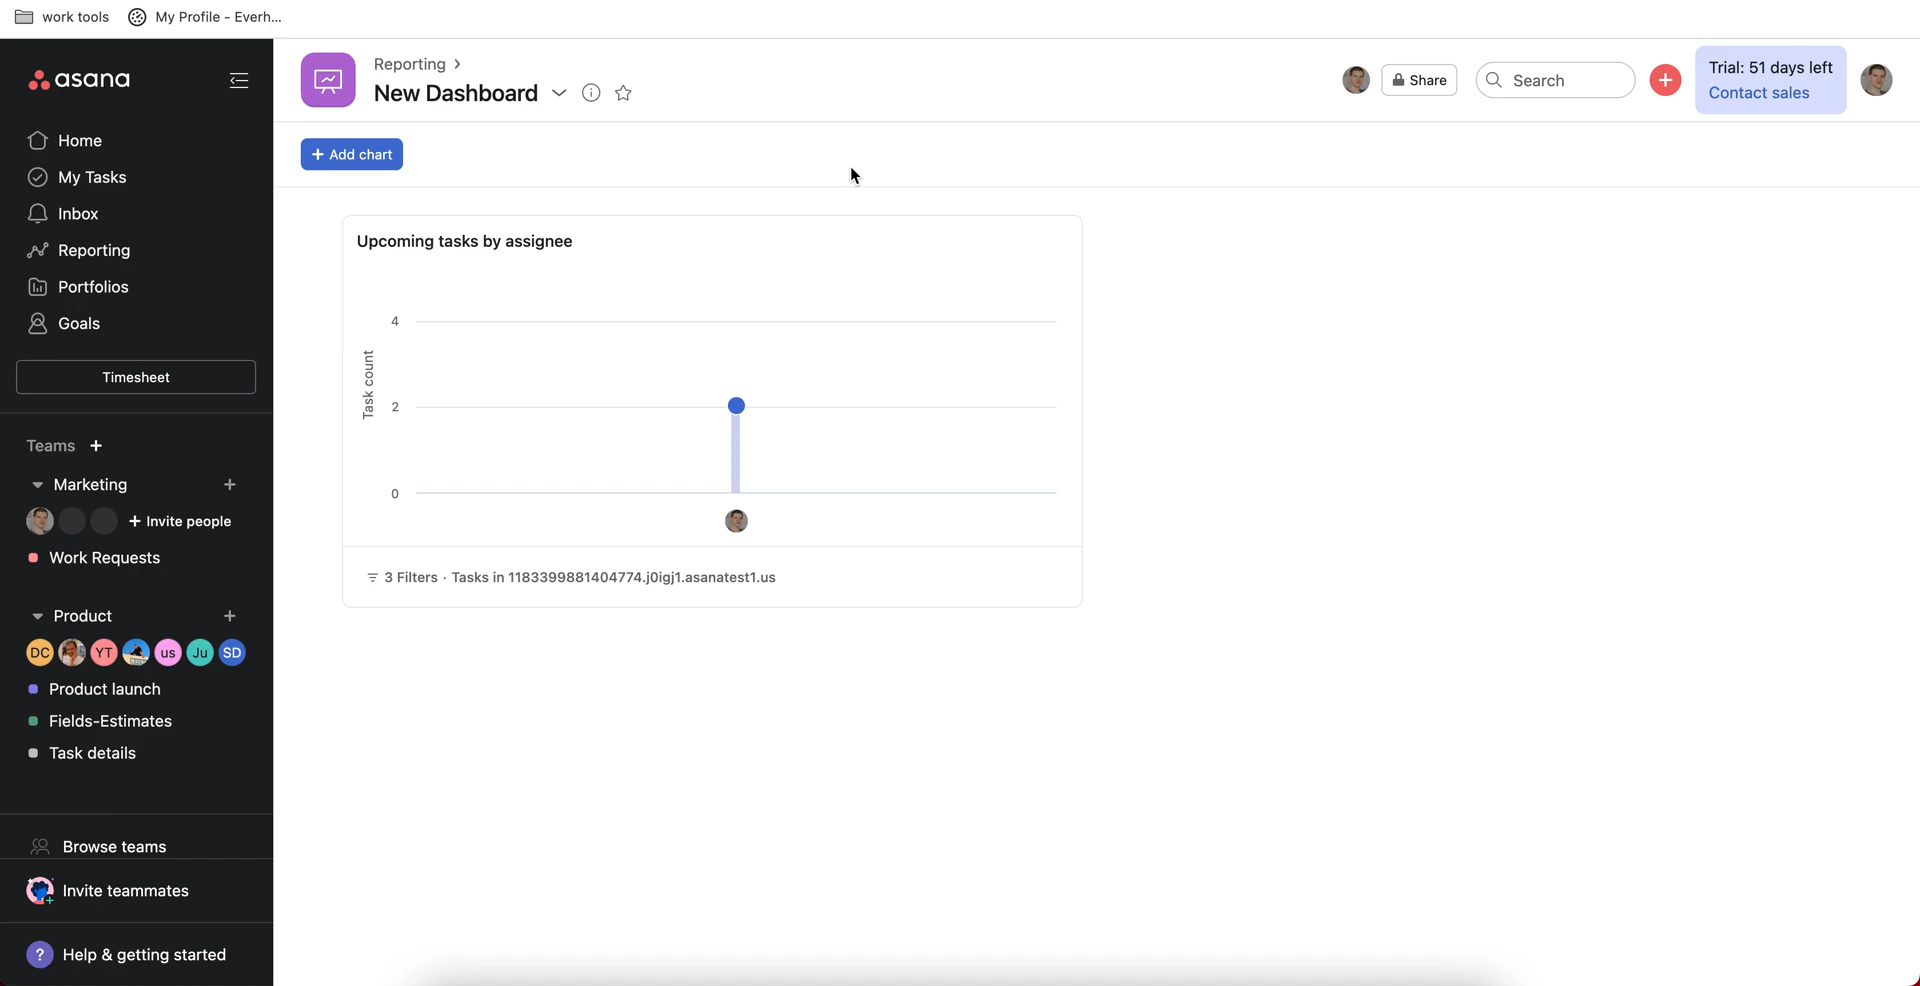 work tools
My Profile - Everh...
asana
Home
My Tasks
Inbox
Reporting
Portfolios
Goals
Timesheet
Teams +
Marketing +
+ Invite people
Work Requests
Product +
DC YT us Ju SD
Product launch
Fields-Estimates
Task details
Browse teams
Invite teammates
? Help & getting started
Reporting >
New Dashboard
Share
Search
+
Trial: 51 days left
Contact sales
+ Add chart
Upcoming tasks by assignee
Task count
4
2
0
3 Filters · Tasks in 1183399881404774.j0igj1.asanatest1.us